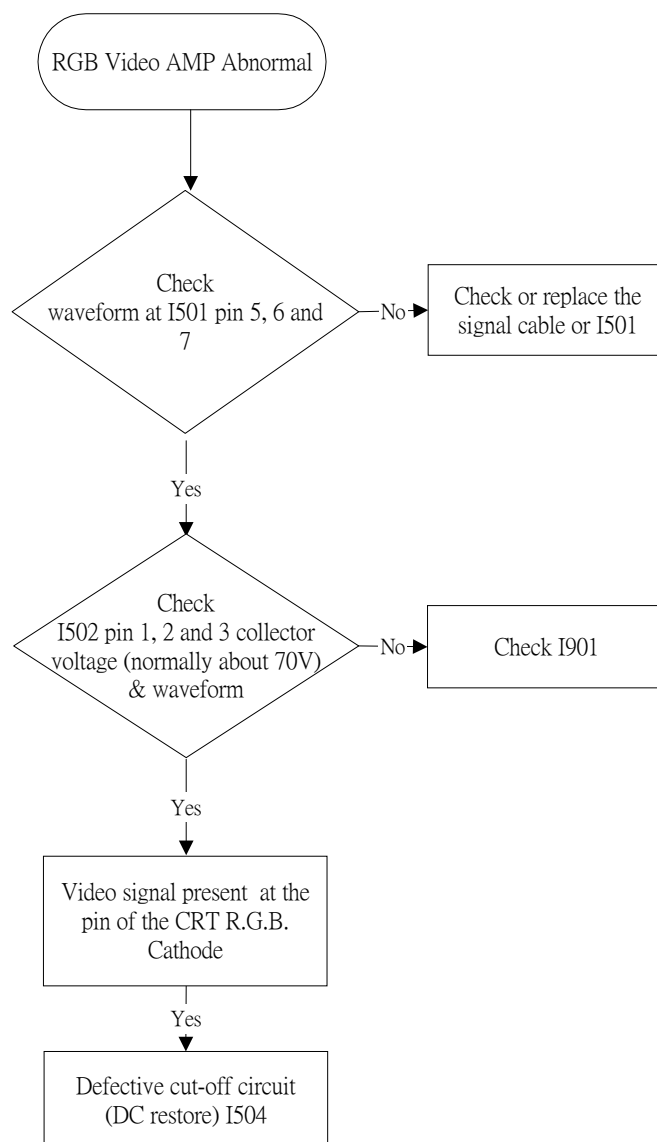 RGB Video AMP Abnormal
Check
waveform at I501 pin 5, 6 and
7
No
Check or replace the
signal cable or I501
Yes
Check
I502 pin 1, 2 and 3 collector
voltage (normally about 70V)
& waveform
No
Check I901
Yes
Video signal present at the
pin of the CRT R.G.B.
Cathode
Yes
Defective cut-off circuit
(DC restore) I504